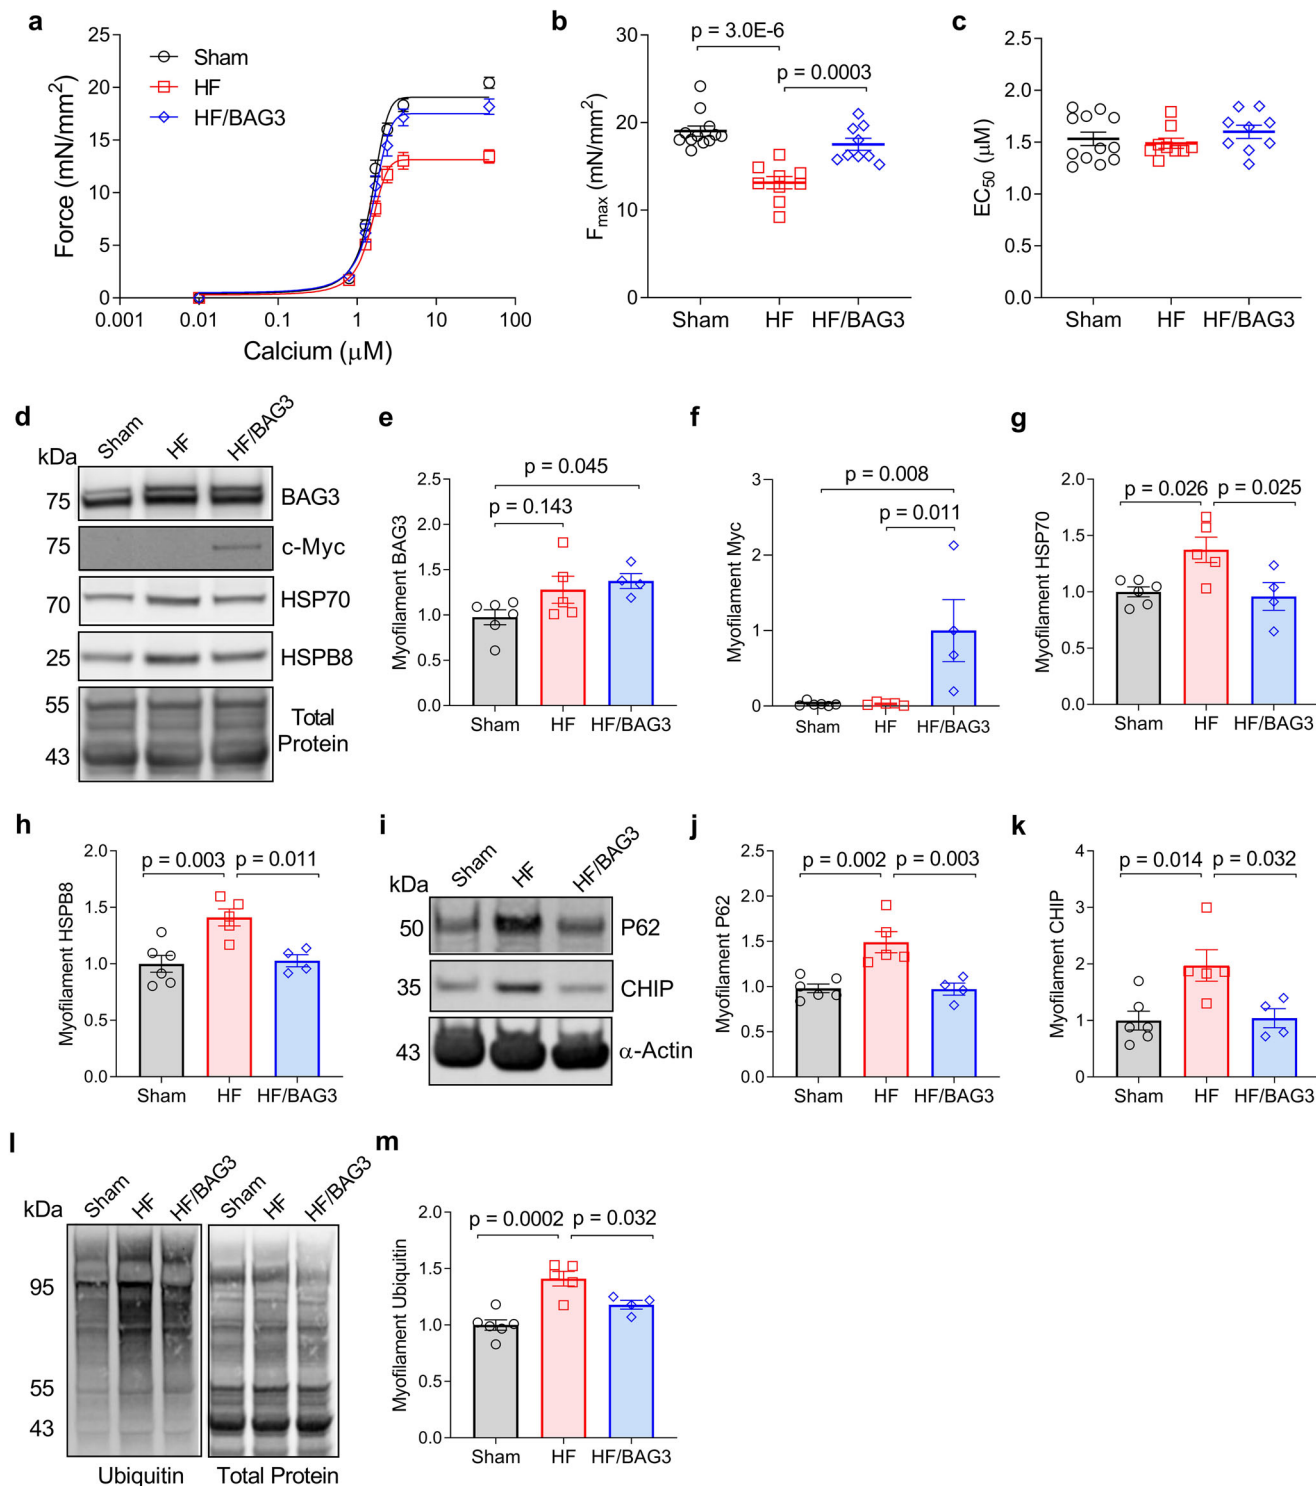 a
Force (mN/mm²)
25
20
15
10
5
0
Sham
HF
HF/BAG3
0.001 0.01 0.1 1 10 100
Calcium (μM)
b
p = 3.0E-6
p = 0.0003
Fmax (mN/mm²)
30
20
10
0
Sham HF HF/BAG3
c
EC50 (μM)
2.5
2.0
1.5
1.0
0.5
0.0
Sham HF HF/BAG3
d
Sham HF HF/BAG3
kDa
75 BAG3
75 c-Myc
70 HSP70
25 HSPB8
55
43
Total
Protein
e
p = 0.045
p = 0.143
Myofilament BAG3
2.5
2.0
1.5
1.0
0.5
0.0
Sham HF HF/BAG3
f
p = 0.008
p = 0.011
Myofilament Myc
3
2
1
0
Sham HF HF/BAG3
g
p = 0.026 p = 0.025
Myofilament HSP70
2.0
1.5
1.0
0.5
0.0
Sham HF HF/BAG3
h
p = 0.003 p = 0.011
Myofilament HSPB8
2.0
1.5
1.0
0.5
0.0
Sham HF HF/BAG3
i
Sham HF HF/BAG3
kDa
50 P62
35 CHIP
43 α-Actin
j
p = 0.002 p = 0.003
Myofilament P62
2.5
2.0
1.5
1.0
0.5
0.0
Sham HF HF/BAG3
k
p = 0.014 p = 0.032
Myofilament CHIP
4
3
2
1
0
Sham HF HF/BAG3
l
Sham HF HF/BAG3 Sham HF HF/BAG3
kDa
95
55
43
Ubiquitin Total Protein
m
p = 0.0002 p = 0.032
Myofilament Ubiquitin
2.0
1.5
1.0
0.5
0.0
Sham HF HF/BAG3